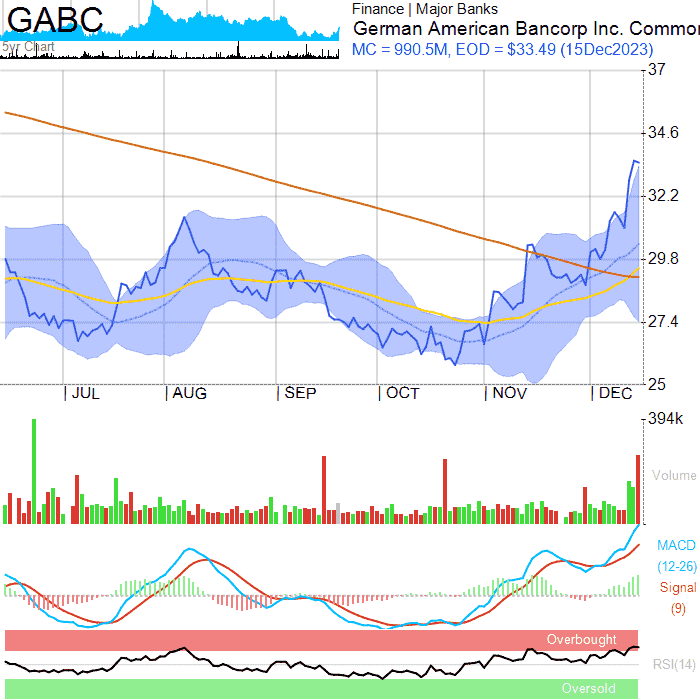 GABC
5yr Chart
Finance | Major Banks
German American Bancorp Inc. Common
MC = 990.5M, EOD = $33.49 (15Dec2023)
37
34.6
32.2
29.8
27.4
25
| JUL | AUG | SEP | OCT | NOV | DEC
394k
Volume
MACD
(12-26)
Signal
(9)
Overbought
RSI(14)
Oversold